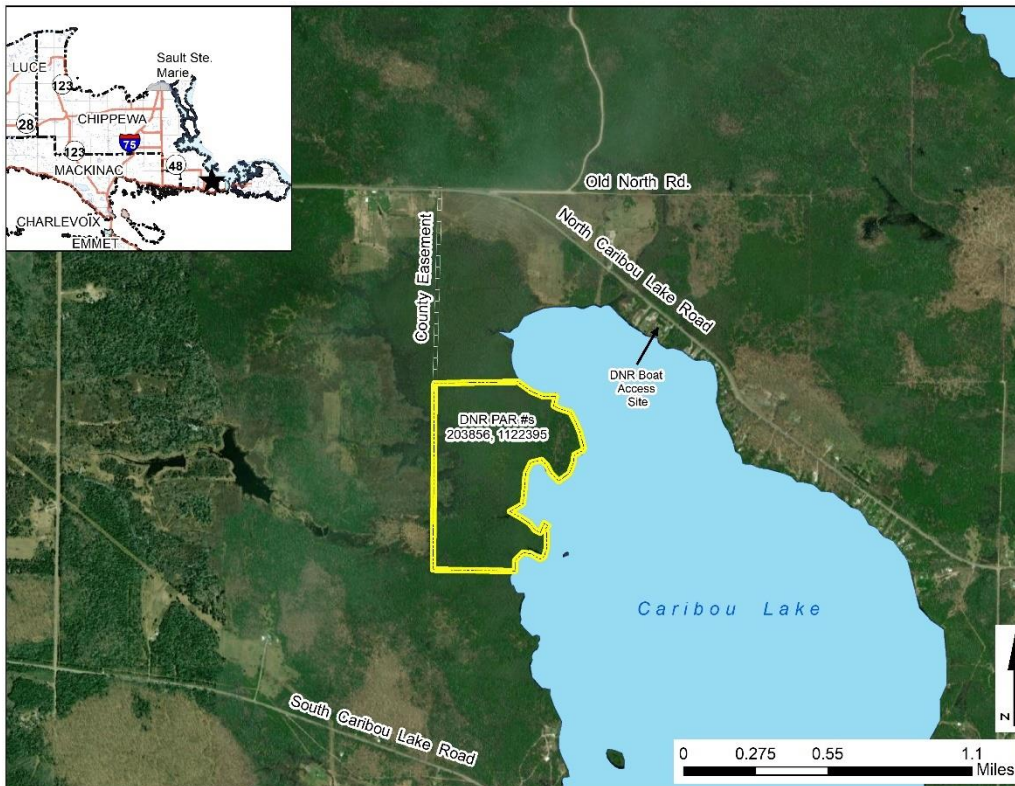 Sault Ste.
Marie
LUCE
123
CHIPPEWA
28
75
123
48
MACKINAC
CHARLEVOIX
EMMET
Old North Rd.
County Easement
North Caribou Lake Road
DNR Boat
Access
Site
DNR PAR #s
203856, 1122395
Caribou Lake
South Caribou Lake Road
N
0 0.275 0.55 1.1
Miles